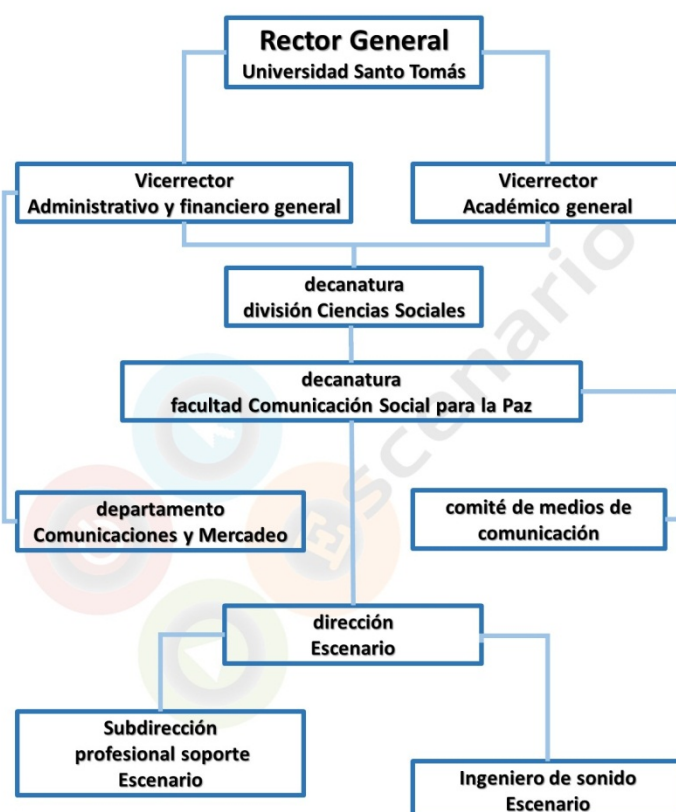 Rector General
Universidad Santo Tomás
Vicerrector
Administrativo y financiero general
Vicerrector
Académico general
decanatura
división Ciencias Sociales
decanatura
facultad Comunicación Social para la Paz
departamento
Comunicaciones y Mercadeo
comité de medios de
comunicación
dirección
Escenario
Subdirección
profesional soporte
Escenario
Ingeniero de sonido
Escenario
Escenario